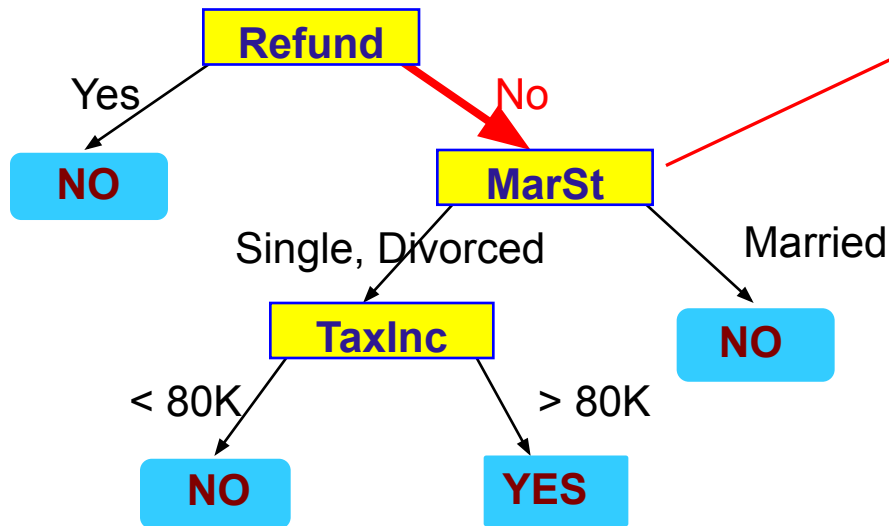 Refund
Yes
No
NO
MarSt
Single, Divorced
Married
TaxInc
NO
< 80K
> 80K
NO
YES